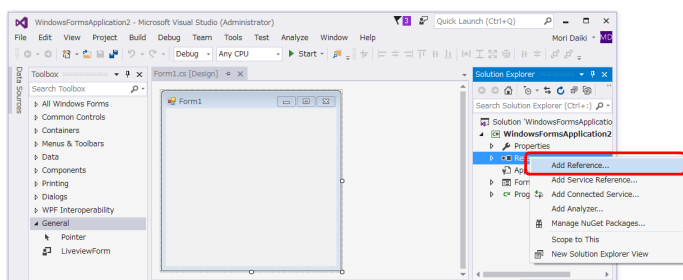 WindowsFormsApplication2 - Microsoft Visual Studio (Administrator)
3
Quick Launch (Ctrl+Q)
File Edit View Project Build Debug Team Tools Test Analyze Window Help
Mori Daiki
MD
Debug Any CPU Start
Data Sources
Toolbox
Search Toolbox
All Windows Forms
Common Controls
Containers
Menus & Toolbars
Data
Components
Printing
Dialogs
WPF Interoperability
General
Pointer
LiveviewForm
Form1.cs [Design]
Form1
Solution Explorer
Search Solution Explorer (Ctrl+:)
Solution 'WindowsFormsApplicatio
WindowsFormsApplication2
Properties
Re
App
Form
C# Prog
Add Reference...
Add Service Reference...
Add Connected Service...
Add Analyzer...
Manage NuGet Packages...
Scope to This
New Solution Explorer View